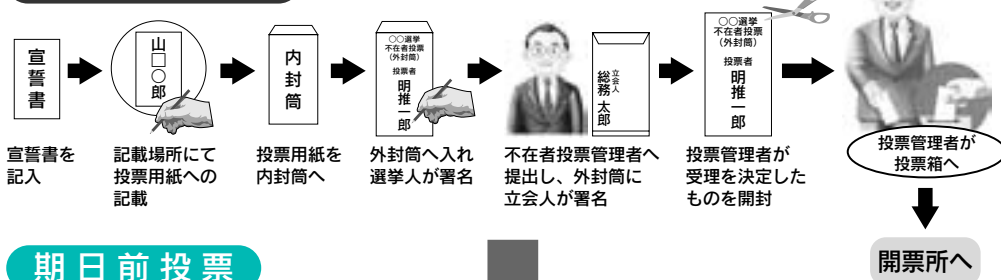 宣誓書
山□○郎
内封筒
○○選挙
不在者投票
(外封筒)
投票者
明推一郎
立会人
総務 太郎
○○選挙
不在者投票
(外封筒)
投票者
明推一郎
宣誓書を
記入
記載場所にて
投票用紙への
記載
投票用紙を
内封筒へ
外封筒へ入れ
選挙人が署名
不在者投票管理者へ
提出し、外封筒に
立会人が署名
投票管理者が
受理を決定した
ものを開封
投票管理者が
投票箱へ
開票所へ
期日前投票